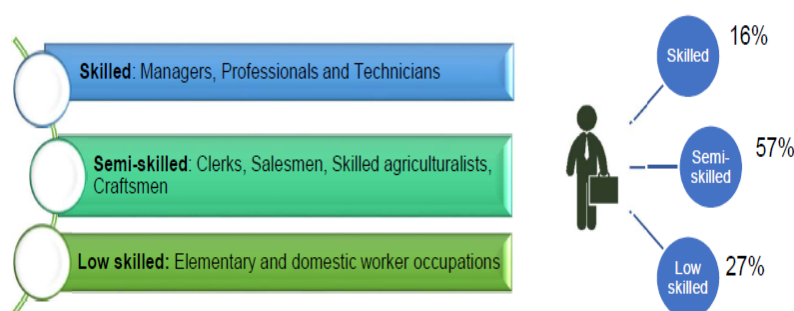 Skilled: Managers, Professionals and Technicians
Semi-skilled: Clerks, Salesmen, Skilled agriculturalists,
Craftsmen
Low skilled: Elementary and domestic worker occupations
Skilled
16%
Semi-
skilled
57%
Low
skilled
27%